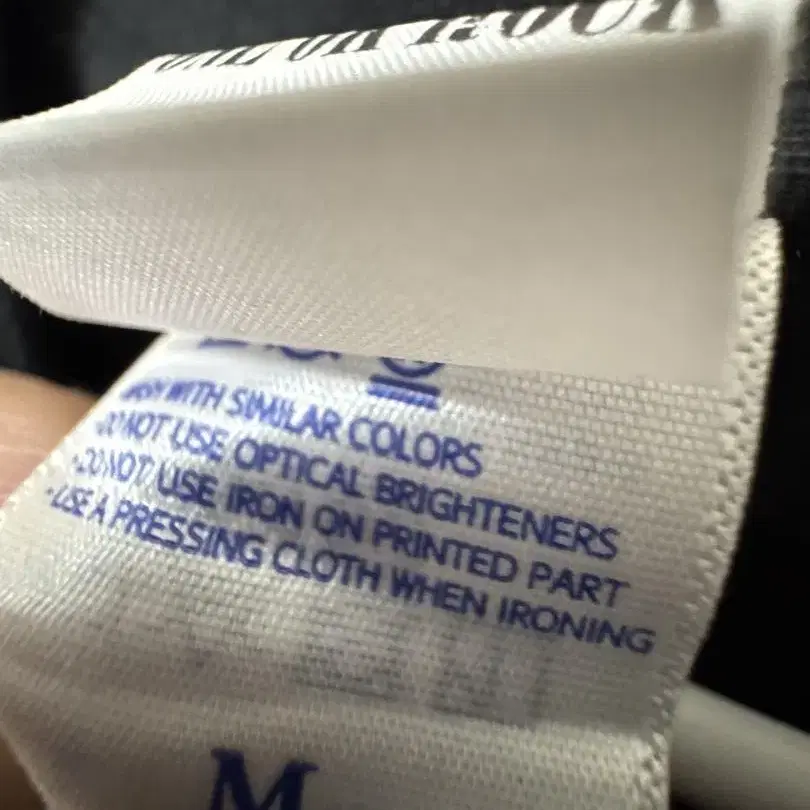 WASH WITH SIMILAR COLORS
-DO NOT USE OPTICAL BRIGHTENERS
-DO NOT USE IRON ON PRINTED PART
-USE A PRESSING CLOTH WHEN IRONING
M